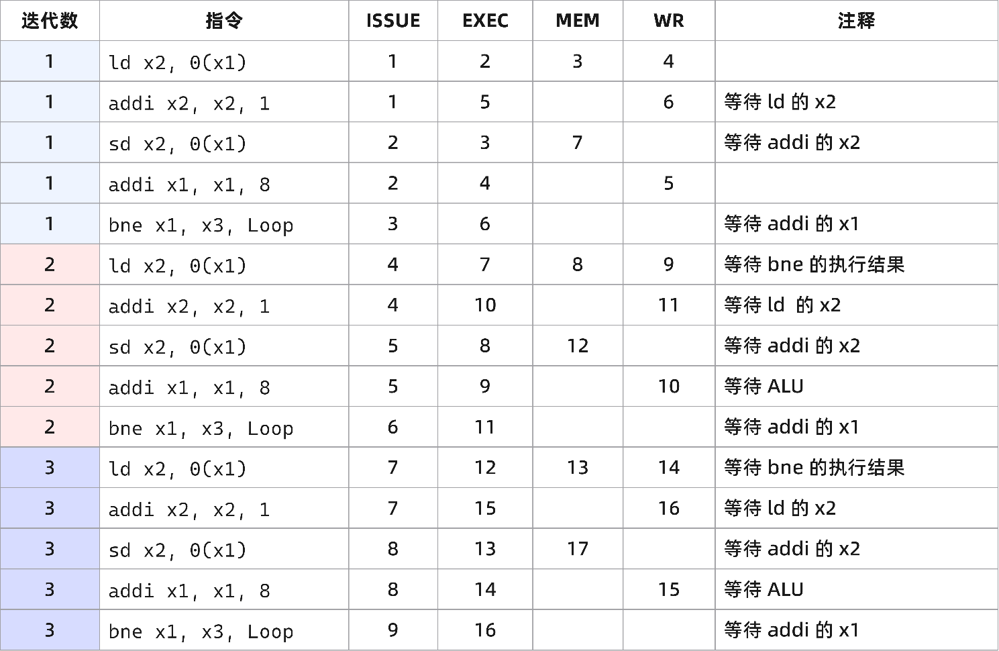 迭代数 指令 ISSUE EXEC MEM WR 注释
1 ld x2, 0(x1) 1 2 3 4
1 addi x2, x2, 1 1 5 6 等待 ld 的 x2
1 sd x2, 0(x1) 2 3 7 等待 addi 的 x2
1 addi x1, x1, 8 2 4 5
1 bne x1, x3, Loop 3 6 等待 addi 的 x1
2 ld x2, 0(x1) 4 7 8 9 等待 bne 的执行结果
2 addi x2, x2, 1 4 10 11 等待 ld 的 x2
2 sd x2, 0(x1) 5 8 12 等待 addi 的 x2
2 addi x1, x1, 8 5 9 10 等待 ALU
2 bne x1, x3, Loop 6 11 等待 addi 的 x1
3 ld x2, 0(x1) 7 12 13 14 等待 bne 的执行结果
3 addi x2, x2, 1 7 15 16 等待 ld 的 x2
3 sd x2, 0(x1) 8 13 17 等待 addi 的 x2
3 addi x1, x1, 8 8 14 15 等待 ALU
3 bne x1, x3, Loop 9 16 等待 addi 的 x1